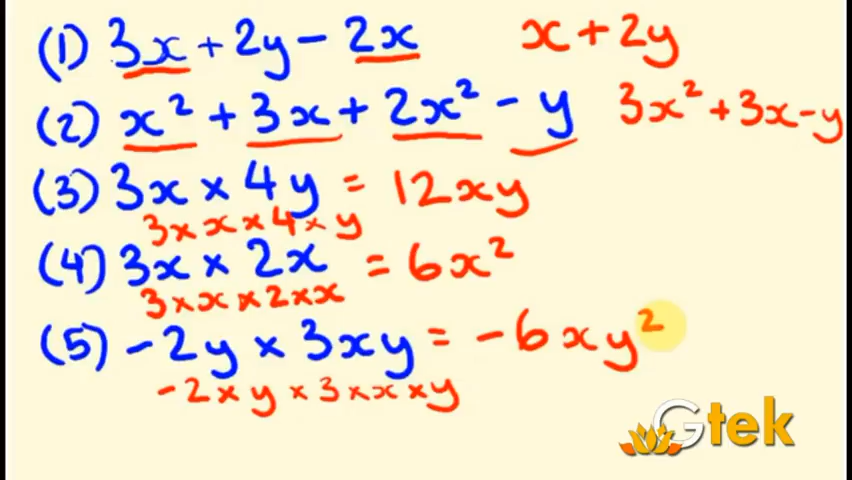 (1) 3x + 2y - 2x x + 2y
(2) x² + 3x + 2x² - y 3x² + 3x - y
(3) 3x × 4y = 12xy
3 × x × 4 × y
(4) 3x × 2x = 6x²
3 × x × 2 × x
(5) -2y × 3xy = -6xy²
-2 × y × 3 × x × y
Gtek